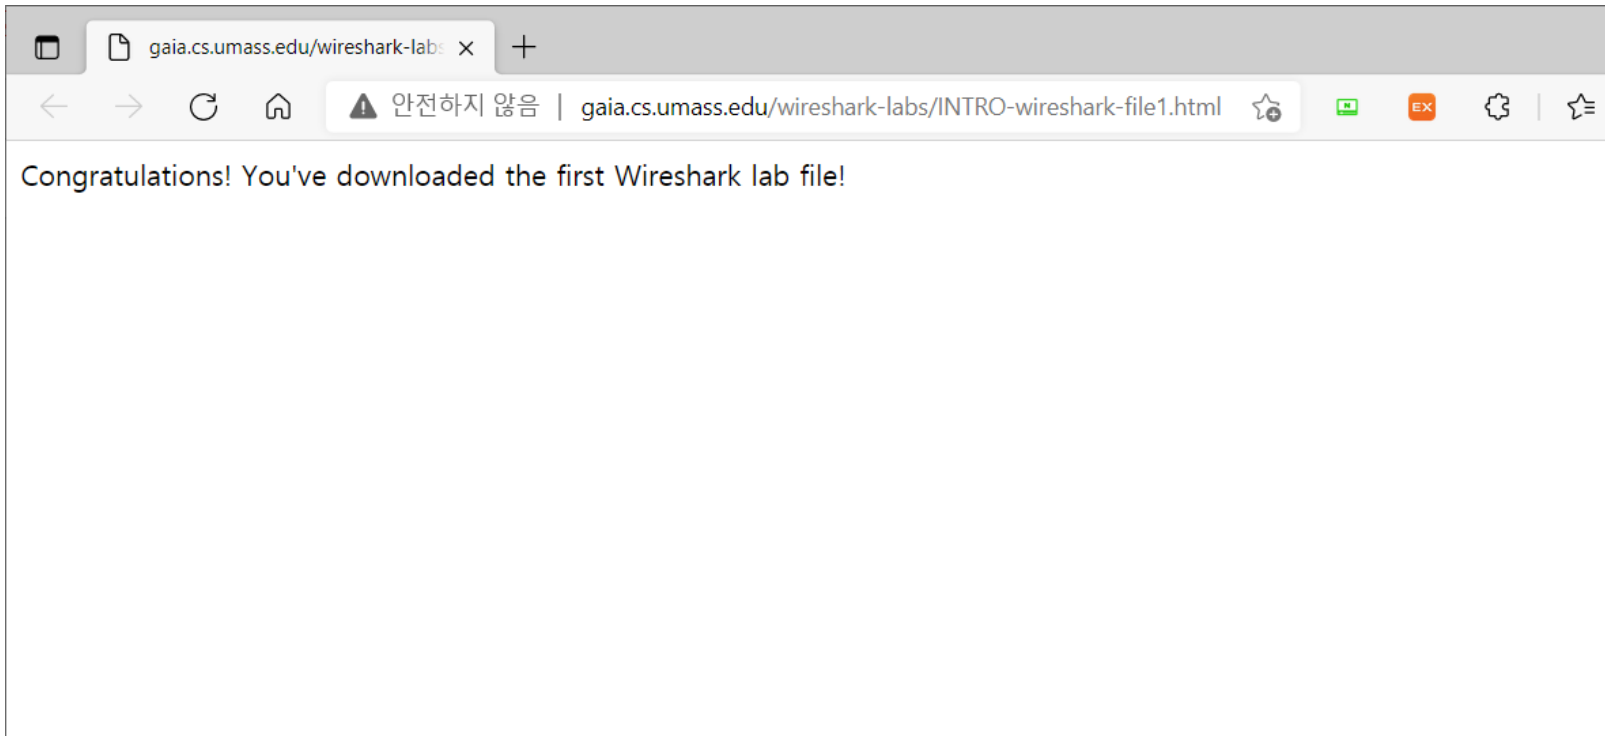 gaia.cs.umass.edu/wireshark-labs
안전하지 않음 | gaia.cs.umass.edu/wireshark-labs/INTRO-wireshark-file1.html
N
EX
Congratulations! You've downloaded the first Wireshark lab file!